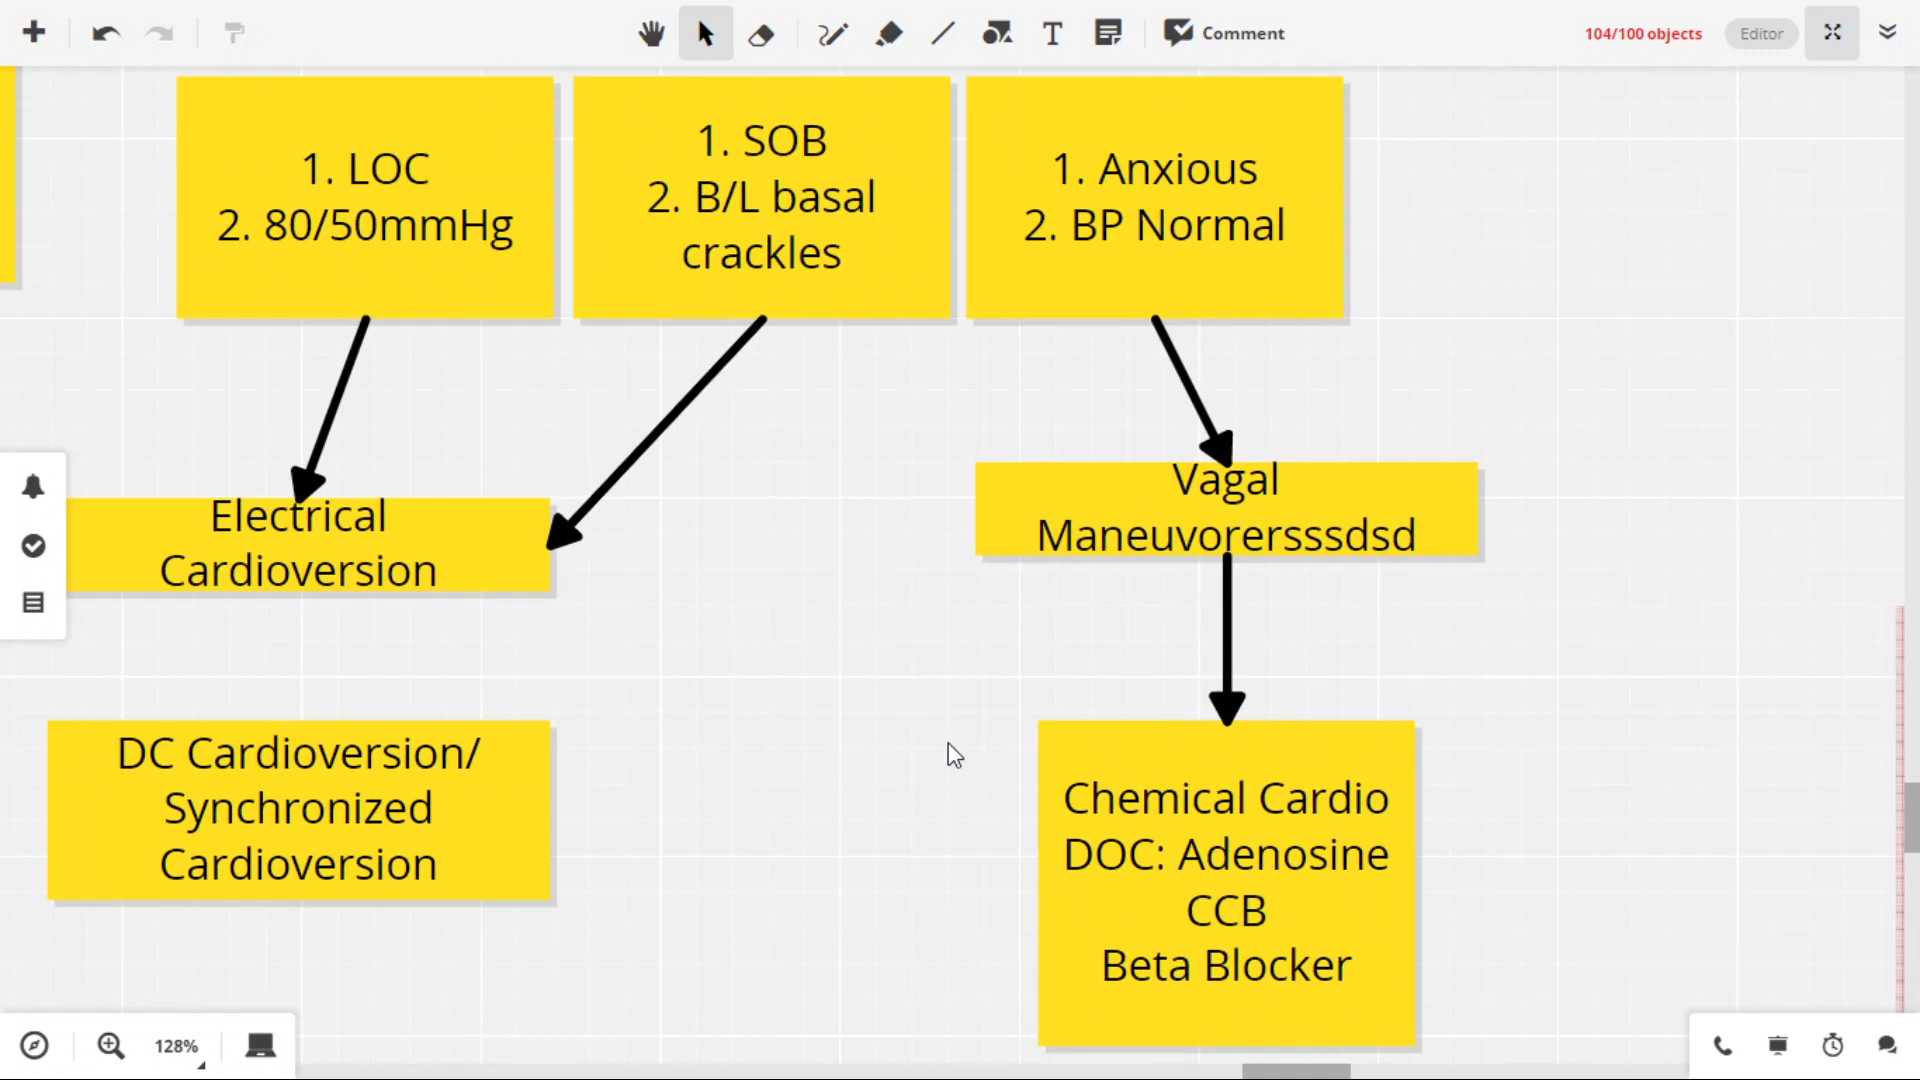 Comment
104/100 objects
Editor
1. LOC
2. 80/50mmHg
1. SOB
2. B/L basal
crackles
1. Anxious
2. BP Normal
Electrical
Cardioversion
Vagal
Maneuvorersssdsd
DC Cardioversion/
Synchronized
Cardioversion
Chemical Cardio
DOC: Adenosine
CCB
Beta Blocker
128%